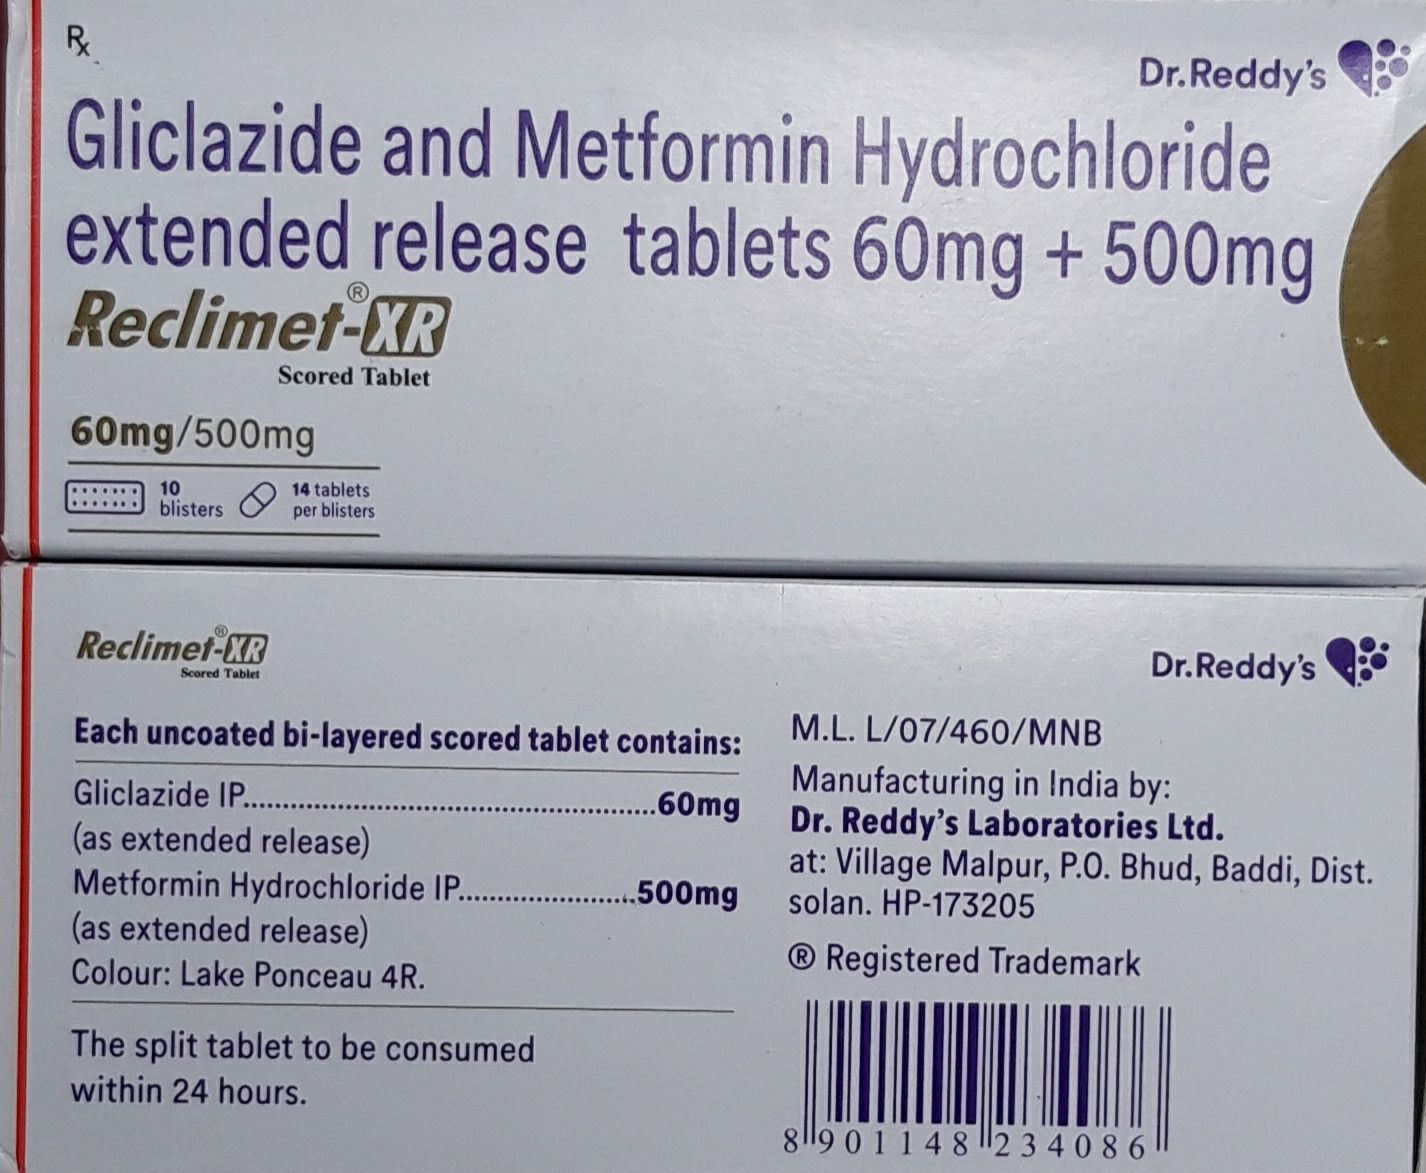 Rx
Dr.Reddy's
Gliclazide and Metformin Hydrochloride
extended release tablets 60mg + 500mg
Reclimet-®XR
Scored Tablet
60mg/500mg
10
blisters
14 tablets
per blisters
Reclimet-®XR
Scored Tablet
Dr.Reddy's
Each uncoated bi-layered scored tablet contains:
Gliclazide IP......................................................60mg
(as extended release)
Metformin Hydrochloride IP.......................500mg
(as extended release)
Colour: Lake Ponceau 4R.
The split tablet to be consumed
within 24 hours.
M.L. L/07/460/MNB
Manufacturing in India by:
Dr. Reddy's Laboratories Ltd.
at: Village Malpur, P.O. Bhud, Baddi, Dist.
solan. HP-173205
® Registered Trademark
8 901148 234086